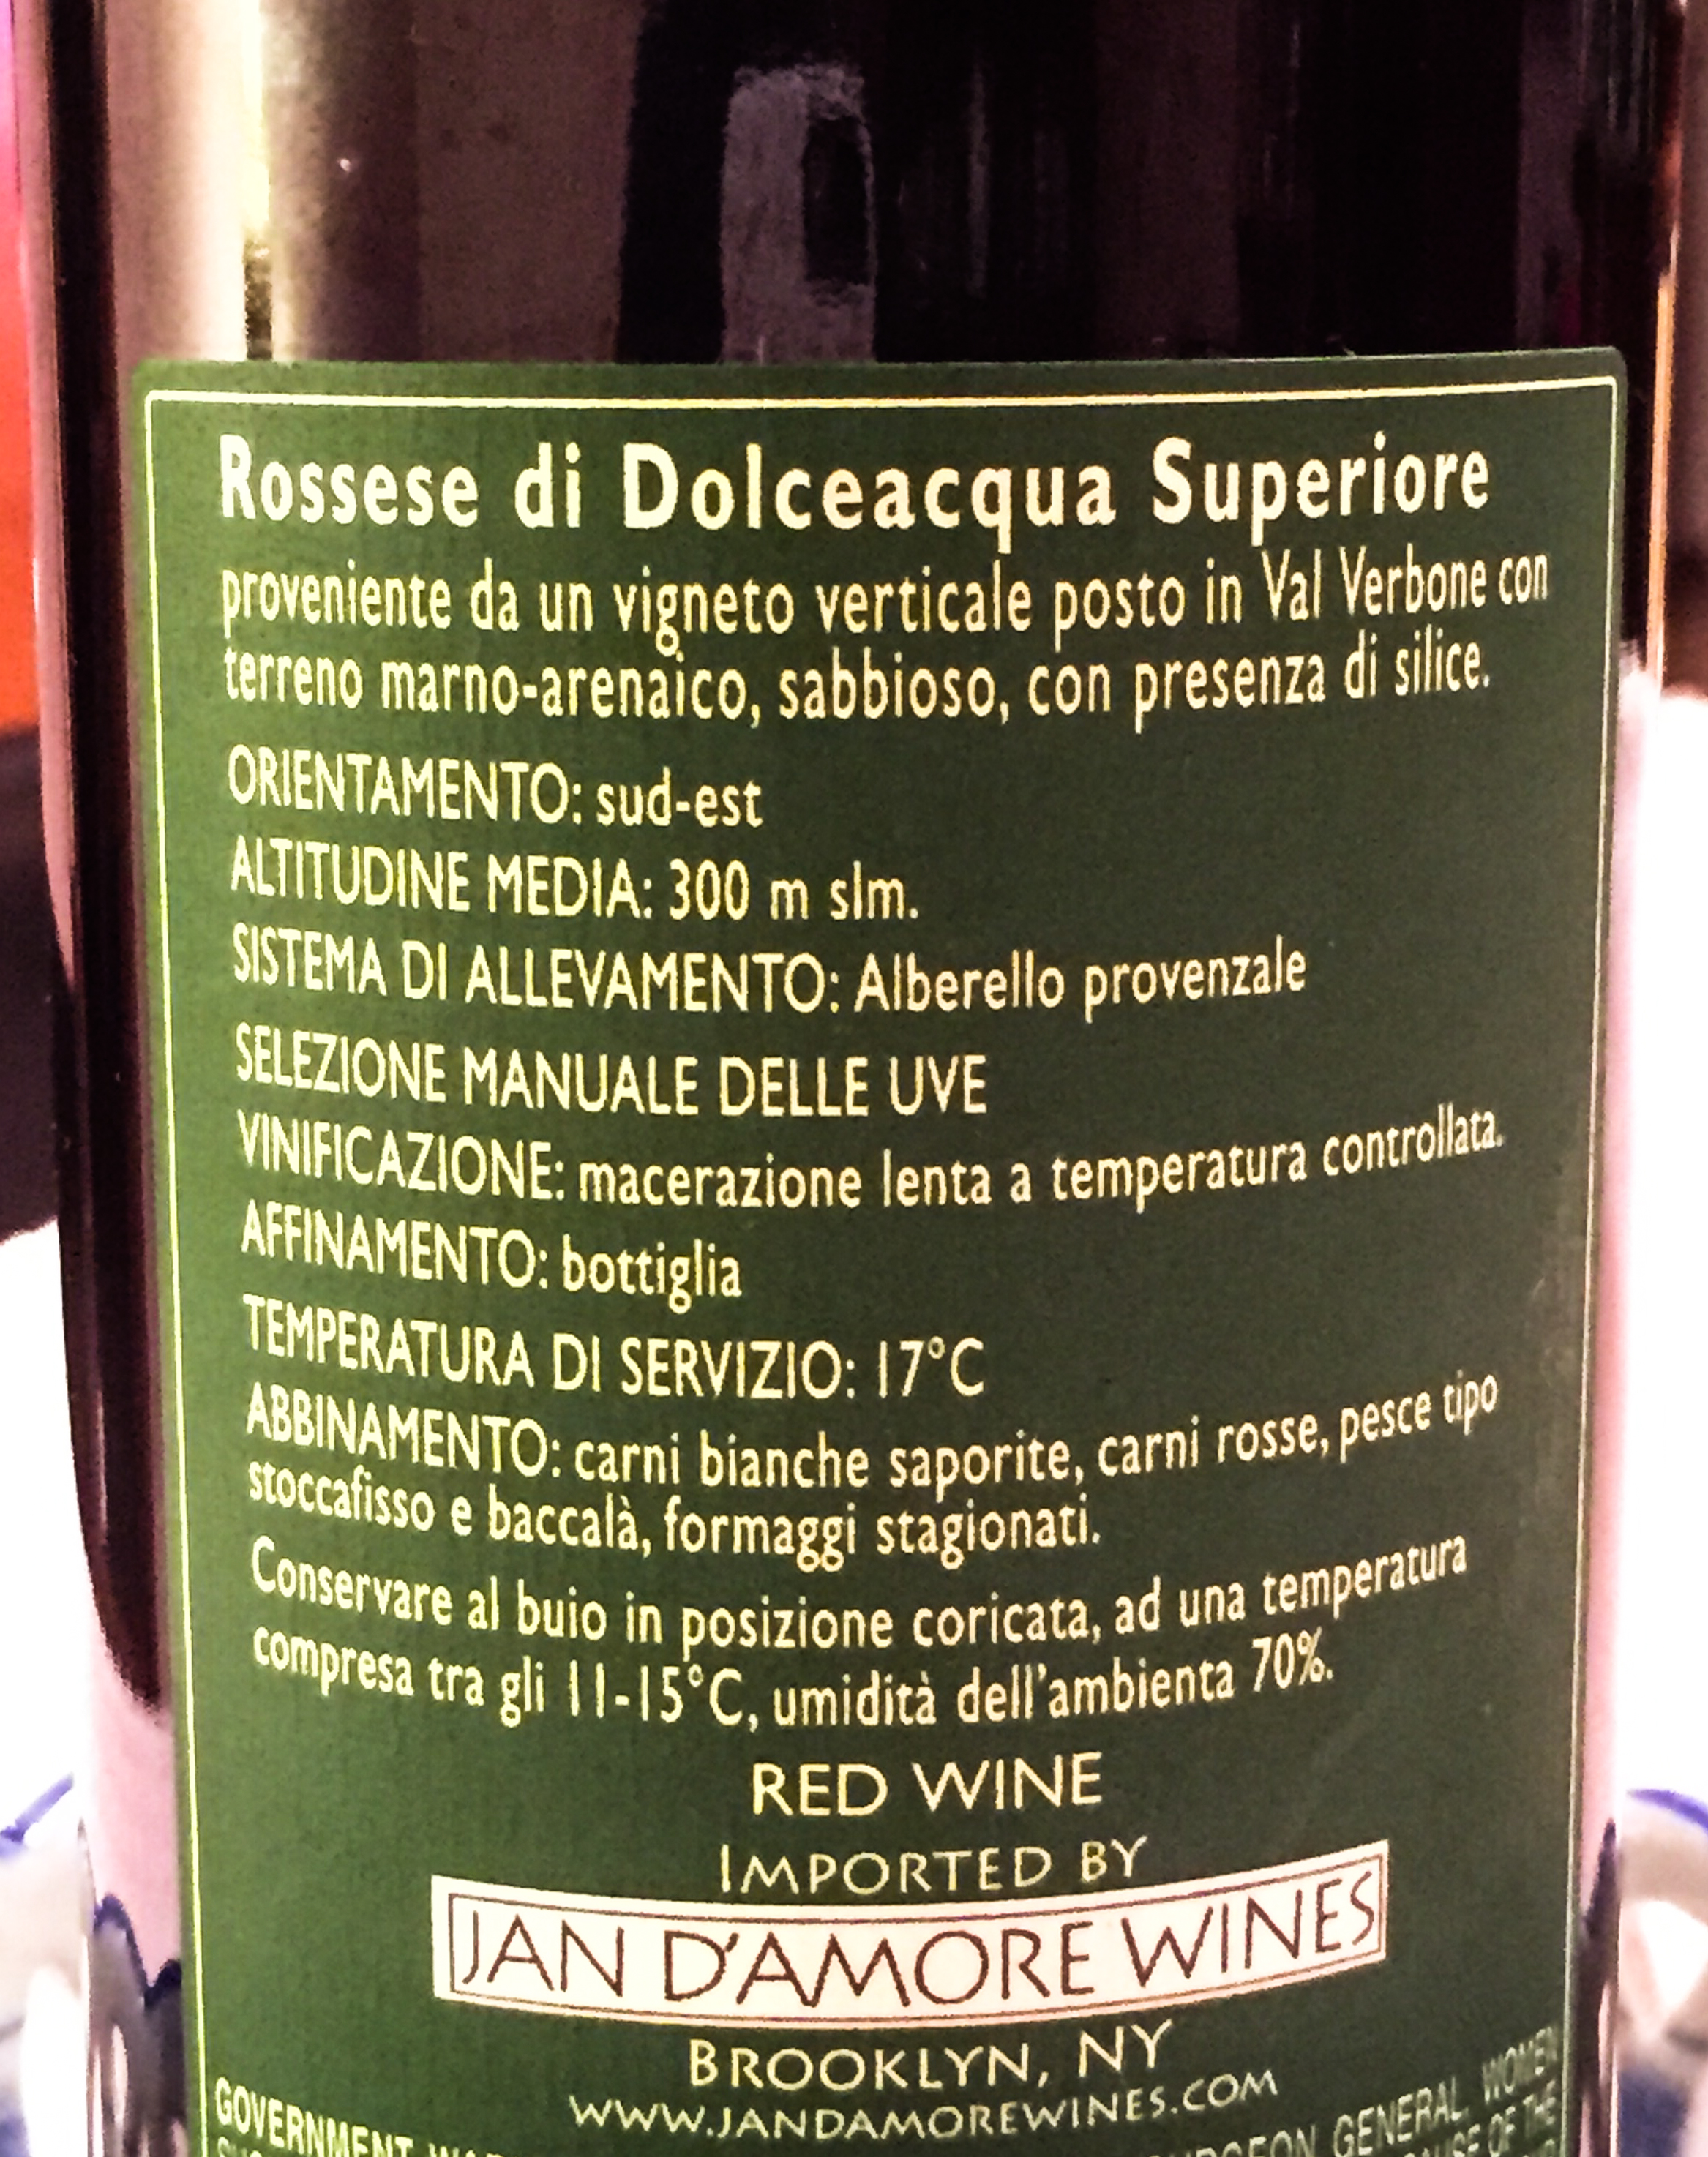 Rossese di Dolceacqua Superiore
proveniente da un vigneto verticale posto in Val Verbone con
terreno marno-arenaico, sabbioso, con presenza di silice.
ORIENTAMENTO: sud-est
ALTITUDINE MEDIA: 300 m slm.
SISTEMA DI ALLEVAMENTO: Alberello provenzale
SELEZIONE MANUALE DELLE UVE
VINIFICAZIONE: macerazione lenta a temperatura controllata.
AFFINAMENTO: bottiglia
TEMPERATURA DI SERVIZIO: 17°C
ABBINAMENTO: carni bianche saporite, carni rosse, pesce tipo
stoccafisso e baccalà, formaggi stagionati.
Conservare al buio in posizione coricata, ad una temperatura
compresa tra gli 11-15°C, umidità dell'ambienta 70%.
RED WINE
IMPORTED BY
JAN D'AMORE WINES
BROOKLYN, NY
WWW.JANDAMOREWINES.COM
GOVERNMENT GENERAL, WOMEN
OF THE